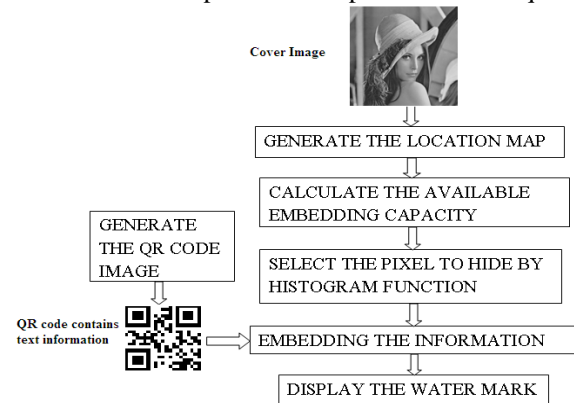 Cover Image
GENERATE THE LOCATION MAP
CALCULATE THE AVAILABLE
EMBEDDING CAPACITY
GENERATE
THE QR CODE
IMAGE
SELECT THE PIXEL TO HIDE BY
HISTOGRAM FUNCTION
QR code contains
text information
EMBEDDING THE INFORMATION
DISPLAY THE WATER MARK